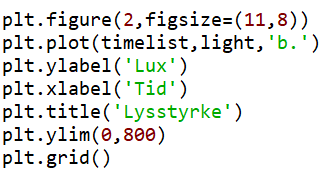 plt.figure(2,figsize=(11,8))
plt.plot(timelist,light,'b.')
plt.ylabel('Lux')
plt.xlabel('Tid')
plt.title('Lysstyrke')
plt.ylim(0,800)
plt.grid()